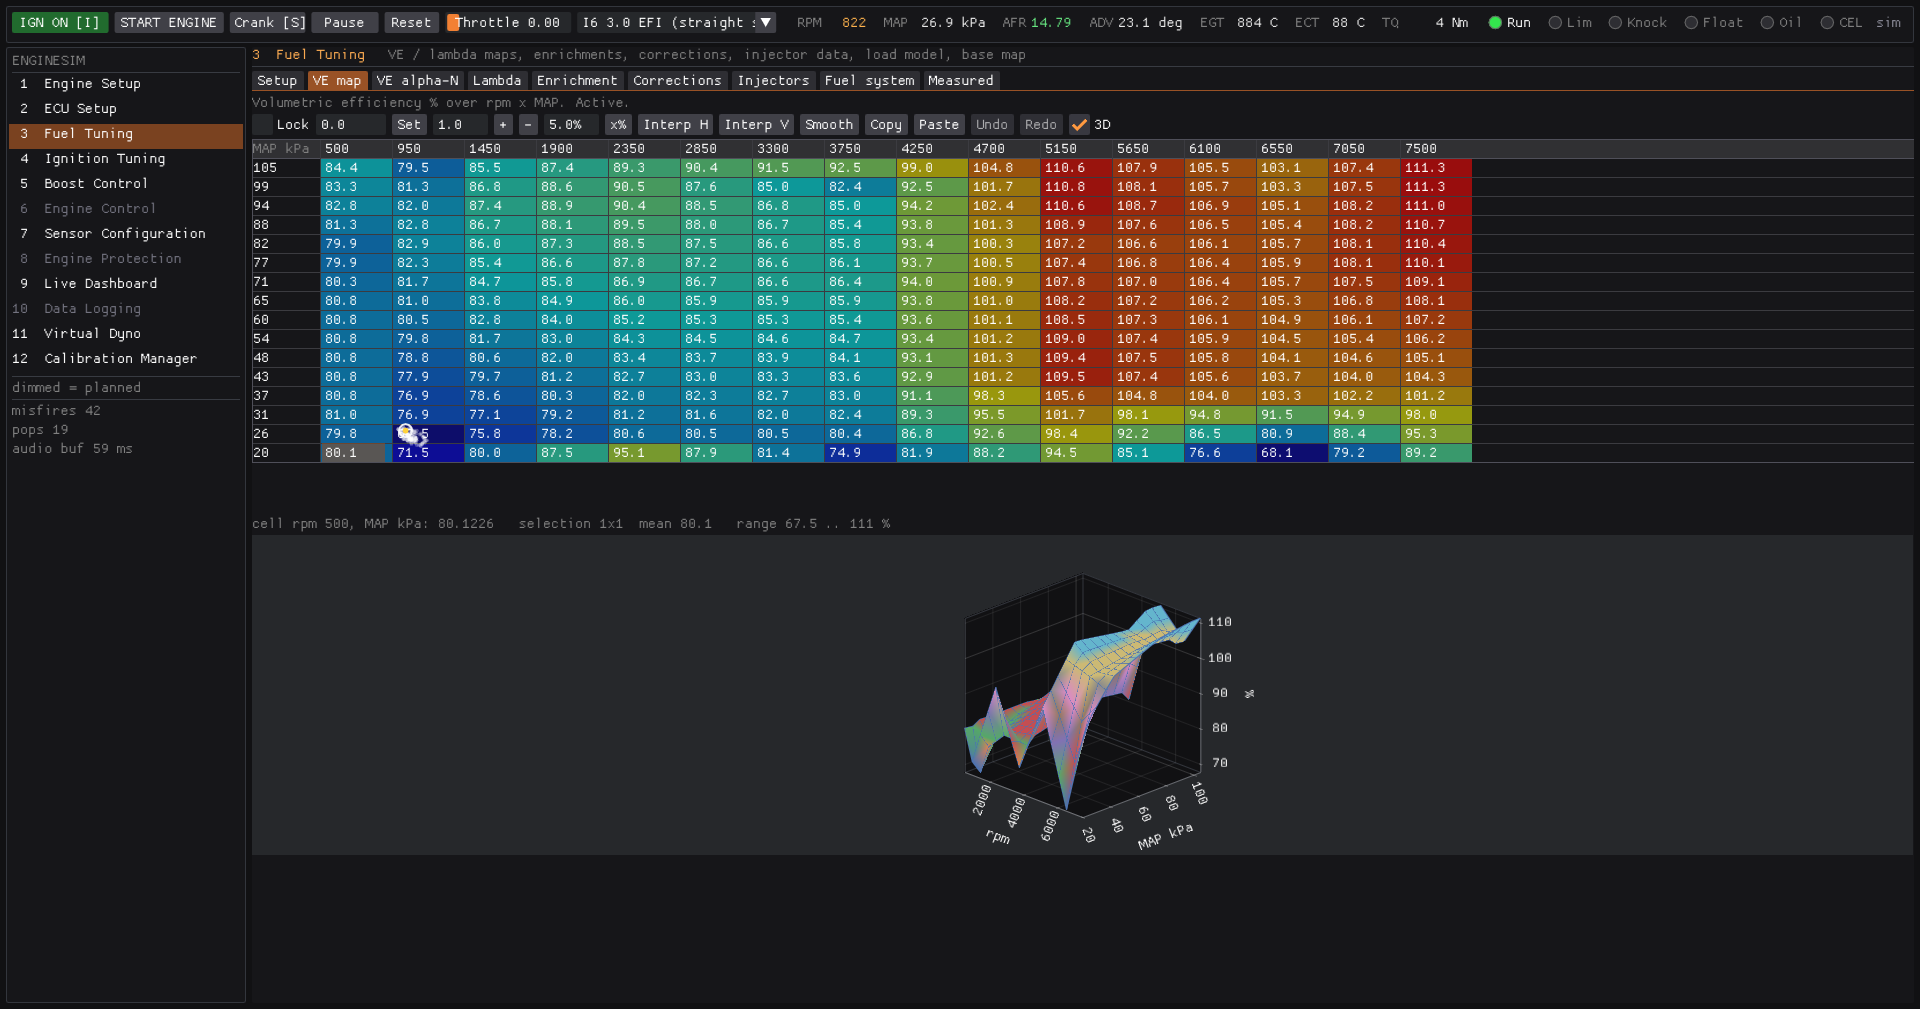 IGN ON [I] START ENGINE Crank [S] Pause Reset Throttle 0.00 I6 3.0 EFI (straight RPM 822 MAP 26.9 kPa AFR 14.79 ADV 23.1 deg EGT 884 C ECT 88 C TQ 4 Nm Run Lim Knock Float Oil CEL sim
ENGINESIM
1 Engine Setup
2 ECU Setup
3 Fuel Tuning
4 Ignition Tuning
5 Boost Control
6 Engine Control
7 Sensor Configuration
8 Engine Protection
9 Live Dashboard
10 Data Logging
11 Virtual Dyno
12 Calibration Manager
dimmed = planned
misfires 42
pops 19
audio buf 59 ms
3 Fuel Tuning VE / lambda maps, enrichments, corrections, injector data, load model, base map
Setup VE map VE alpha-N Lambda Enrichment Corrections Injectors Fuel system Measured
Volumetric efficiency % over rpm x MAP. Active.
Lock 0.0 Set 1.0 + - 5.0% x% Interp H Interp V Smooth Copy Paste Undo Redo 3D
MAP kPa 500 950 1450 1900 2350 2850 3300 3750 4250 4700 5150 5650 6100 6550 7050 7500
105 84.4 79.5 85.5 87.4 89.3 90.4 91.5 92.5 99.0 104.8 110.6 107.9 105.5 103.1 107.4 111.3
99 83.3 81.3 86.8 88.6 90.5 87.6 85.0 82.4 92.5 101.7 110.8 108.1 105.7 103.3 107.5 111.3
94 82.8 82.0 87.4 88.9 90.4 88.5 86.8 85.0 94.2 102.4 110.6 108.7 106.9 105.1 108.2 111.0
88 81.3 82.8 86.7 88.1 89.5 88.0 86.7 85.4 93.8 101.3 108.9 107.6 106.5 105.4 108.2 110.7
82 79.9 82.9 86.0 87.3 88.5 87.5 86.6 85.8 93.4 100.3 107.2 106.6 106.1 105.7 108.1 110.4
77 79.9 82.3 85.4 86.6 87.8 87.2 86.6 86.1 93.7 100.5 107.4 106.8 106.4 105.9 108.1 110.1
71 80.3 81.7 84.7 85.8 86.9 86.7 86.6 86.4 94.0 100.9 107.8 107.0 106.4 105.7 107.5 109.1
65 80.8 81.0 83.8 84.9 86.0 85.9 85.9 85.9 93.8 101.0 108.2 107.2 106.2 105.3 106.8 108.1
60 80.8 80.5 82.8 84.0 85.2 85.3 85.3 85.4 93.6 101.1 108.5 107.3 106.1 104.9 106.1 107.2
54 80.8 79.8 81.7 83.0 84.3 84.5 84.6 84.7 93.4 101.2 109.0 107.4 105.9 104.5 105.4 106.2
48 80.8 78.8 80.6 82.0 83.4 83.7 83.9 84.1 93.1 101.3 109.4 107.5 105.8 104.1 104.6 105.1
43 80.8 77.9 79.7 81.2 82.7 83.0 83.3 83.6 92.9 101.2 109.5 107.4 105.6 103.7 104.0 104.3
37 80.8 76.9 78.6 80.3 82.0 82.3 82.7 83.0 91.1 98.3 105.6 104.8 104.0 103.3 102.2 101.2
31 81.0 76.9 77.1 79.2 81.2 81.6 82.0 82.4 89.3 95.5 101.7 98.1 94.8 91.5 94.9 98.0
26 79.8 75.8 78.2 80.6 80.5 80.5 80.4 86.8 92.6 98.4 92.2 86.5 80.9 88.4 95.3
20 80.1 71.5 80.0 87.5 95.1 87.9 81.4 74.9 81.9 88.2 94.5 85.1 76.6 68.1 79.2 89.2
cell rpm 500, MAP kPa: 80.1226 selection 1x1 mean 80.1 range 67.5 .. 111 %
110
100
90 %
80
70
2000 4000 6000
rpm
20 40 60 80 100
MAP kPa